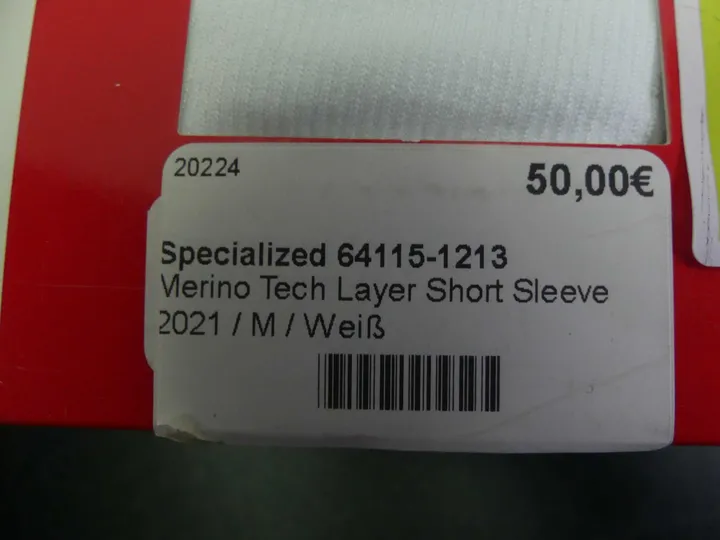 20224
50,00€
Specialized 64115-1213
Merino Tech Layer Short Sleeve
2021 / M / Weiß